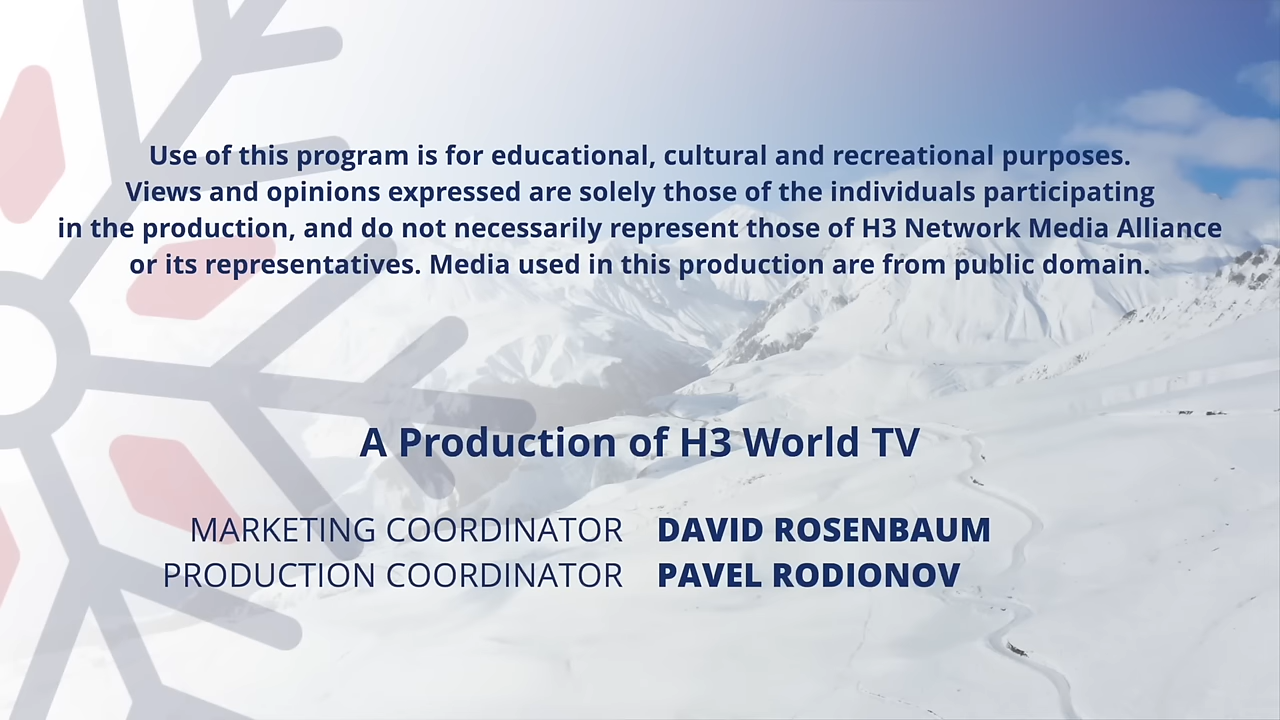 Use of this program is for educational, cultural and recreational purposes.
Views and opinions expressed are solely those of the individuals participating
in the production, and do not necessarily represent those of H3 Network Media Alliance
or its representatives. Media used in this production are from public domain.
A Production of H3 World TV
MARKETING COORDINATOR DAVID ROSENBAUM
PRODUCTION COORDINATOR PAVEL RODIONOV